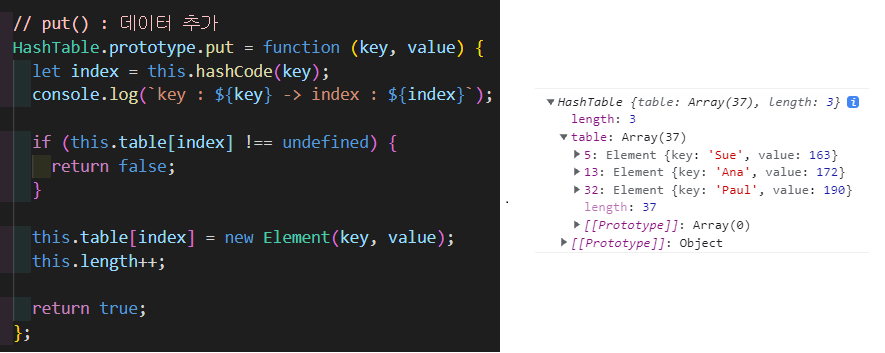 // put() : 데이터 추가
HashTable.prototype.put = function (key, value) {
let index = this.hashCode(key);
console.log(`key : ${key} -> index : ${index}`);
if (this.table[index] !== undefined) {
return false;
}
this.table[index] = new Element(key, value);
this.length++;
return true;
};
HashTable {table: Array(37), length: 3} i
length: 3
table: Array(37)
5: Element {key: 'Sue', value: 163}
13: Element {key: 'Ana', value: 172}
32: Element {key: 'Paul', value: 190}
length: 37
[[Prototype]]: Array(0)
[[Prototype]]: Object